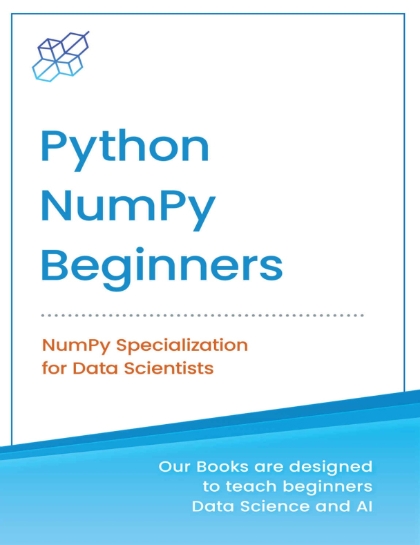 Python
NumPy
Beginners
NumPy Specialization
for Data Scientists
Our Books are designed
to teach beginners
Data Science and AI